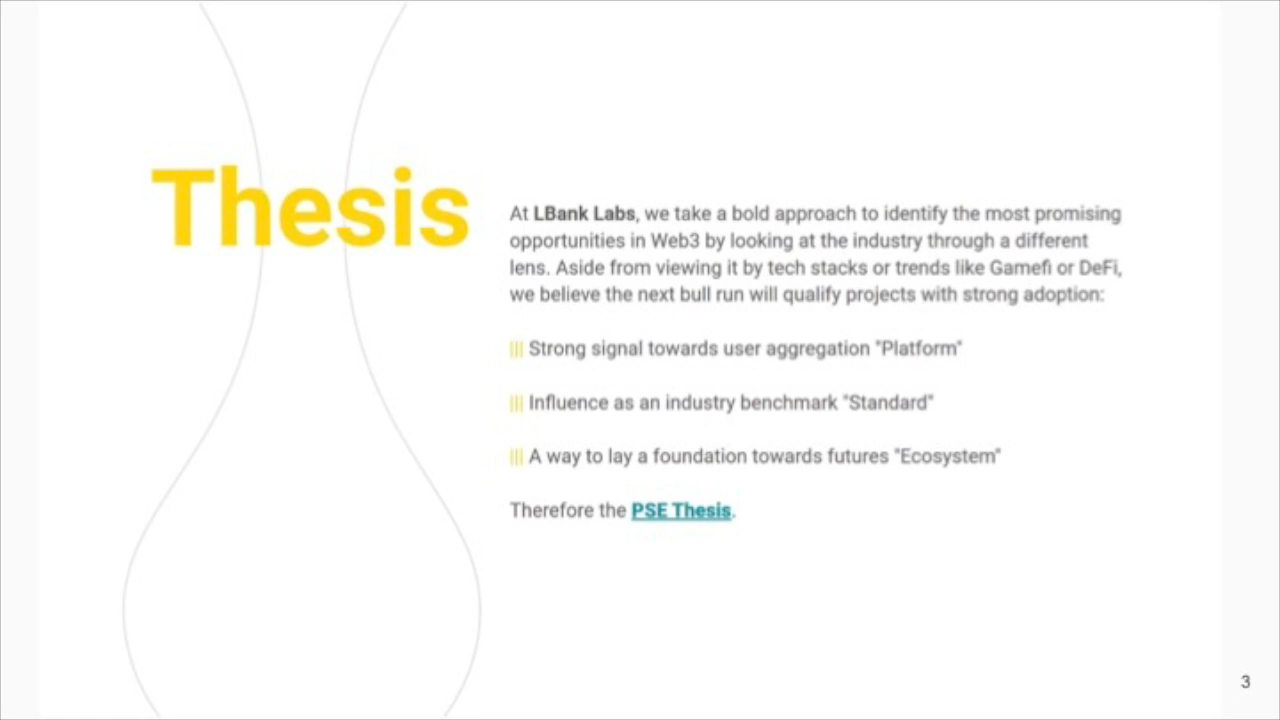 Thesis
At LBank Labs, we take a bold approach to identify the most promising
opportunities in Web3 by looking at the industry through a different
lens. Aside from viewing it by tech stacks or trends like Gamefi or DeFi,
we believe the next bull run will qualify projects with strong adoption:
||| Strong signal towards user aggregation "Platform"
||| Influence as an industry benchmark "Standard"
||| A way to lay a foundation towards futures "Ecosystem"
Therefore the PSE Thesis.
3